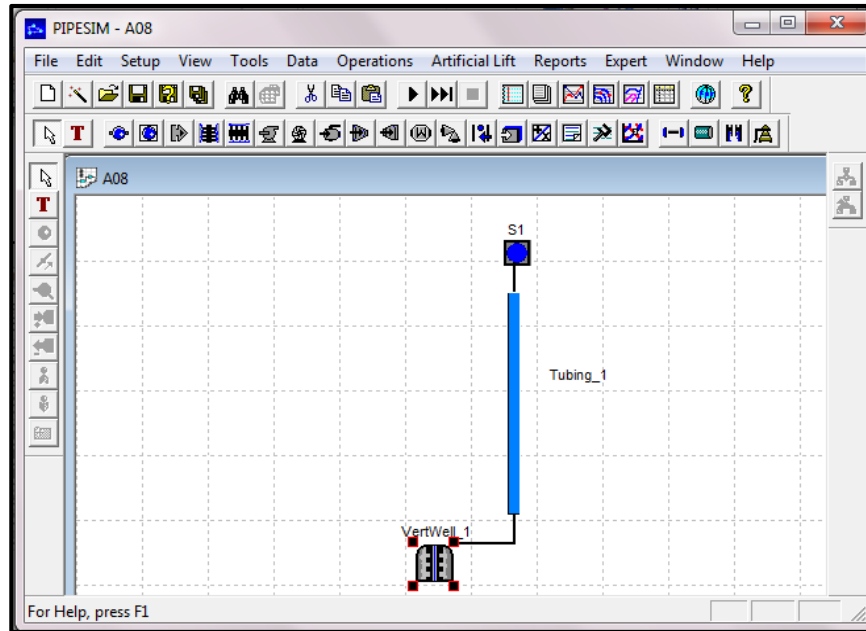 PIPESIM - A08
File Edit Setup View Tools Data Operations Artificial Lift Reports Expert Window Help
T
A08
T
S1
Tubing_1
VertWell_1
For Help, press F1